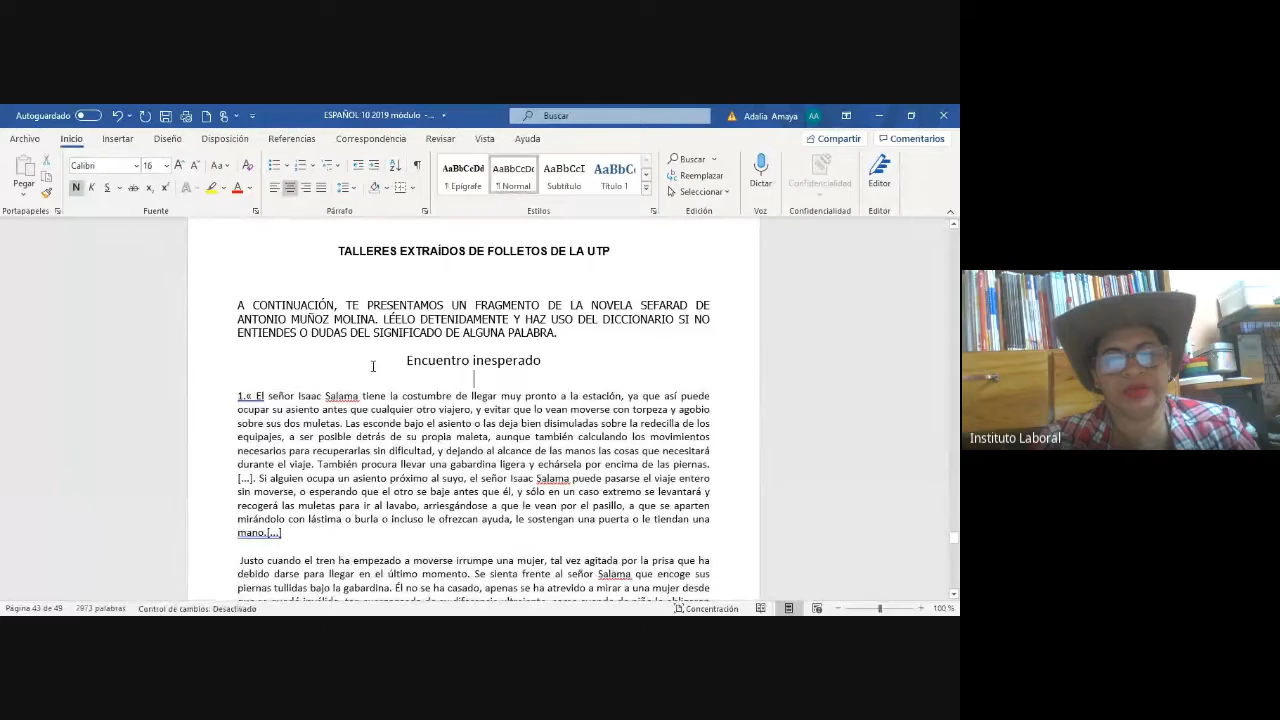 Autoguardado
ESPAÑOL 10 2019 módulo -...
Buscar
Adalia Amaya
AA
Archivo Inicio Insertar Diseño Disposición Referencias Correspondencia Revisar Vista Ayuda
Compartir
Comentarios
Pegar
Calibri
16
N K S
AaBbCcDd
¶ Epígrafe
AaBbCcDc
¶ Normal
AaBbCcI
Subtítulo
AaBbC
Título 1
Buscar
Reemplazar
Seleccionar
Dictar
Confidencialidad
Editor
Portapapeles Fuente Párrafo Estilos Edición Voz Confidencialidad Editor
TALLERES EXTRAÍDOS DE FOLLETOS DE LA UTP
A CONTINUACIÓN, TE PRESENTAMOS UN FRAGMENTO DE LA NOVELA SEFARAD DE
ANTONIO MUÑOZ MOLINA. LÉELO DETENIDAMENTE Y HAZ USO DEL DICCIONARIO SI NO
ENTIENDES O DUDAS DEL SIGNIFICADO DE ALGUNA PALABRA.
Encuentro inesperado
1.« El señor Isaac Salama tiene la costumbre de llegar muy pronto a la estación, ya que así puede
ocupar su asiento antes que cualquier otro viajero, y evitar que lo vean moverse con torpeza y agobio
sobre sus dos muletas. Las esconde bajo el asiento o las deja bien disimuladas sobre la redecilla de los
equipajes, a ser posible detrás de su propia maleta, aunque también calculando los movimientos
necesarios para recuperarlas sin dificultad, y dejando al alcance de las manos las cosas que necesitará
durante el viaje. También procura llevar una gabardina ligera y echársela por encima de las piernas.
[...]. Si alguien ocupa un asiento próximo al suyo, el señor Isaac Salama puede pasarse el viaje entero
sin moverse, o esperando que el otro se baje antes que él, y sólo en un caso extremo se levantará y
recogerá las muletas para ir al lavabo, arriesgándose a que le vean por el pasillo, a que se aparten
mirándolo con lástima o burla o incluso le ofrezcan ayuda, le sostengan una puerta o le tiendan una
mano.[...]
Justo cuando el tren ha empezado a moverse irrumpe una mujer, tal vez agitada por la prisa que ha
debido darse para llegar en el último momento. Se sienta frente al señor Salama que encoge sus
piernas tullidas bajo la gabardina. Él no se ha casado, apenas se ha atrevido a mirar a una mujer desde
Página 43 de 49 7973 palabras Control de cambios: Desactivado
Concentración
100 %
Instituto Laboral